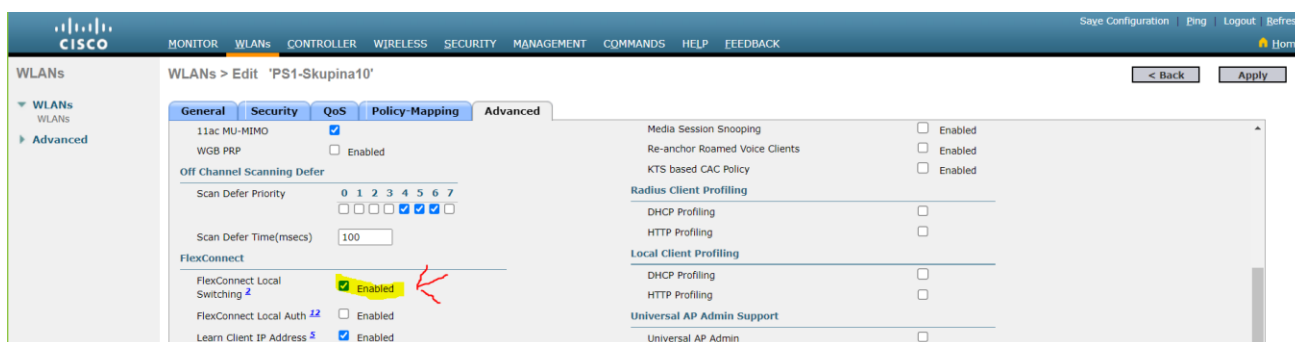 Save Configuration Ping Logout Refres
CISCO MONITOR WLANs CONTROLLER WIRELESS SECURITY MANAGEMENT COMMANDS HELP FEEDBACK Hom
WLANs
WLANs > Edit 'PS1-Skupina10'
< Back Apply
WLANs
WLANs
Advanced
General Security QoS Policy-Mapping Advanced
11ac MU-MIMO
WGB PRP Enabled
Off Channel Scanning Defer
Scan Defer Priority 0 1 2 3 4 5 6 7
Scan Defer Time(msecs) 100
FlexConnect
FlexConnect Local
Switching 2 Enabled
FlexConnect Local Auth 12 Enabled
Learn Client IP Address 5 Enabled
Media Session Snooping Enabled
Re-anchor Roamed Voice Clients Enabled
KTS based CAC Policy Enabled
Radius Client Profiling
DHCP Profiling
HTTP Profiling
Local Client Profiling
DHCP Profiling
HTTP Profiling
Universal AP Admin Support
Universal AP Admin